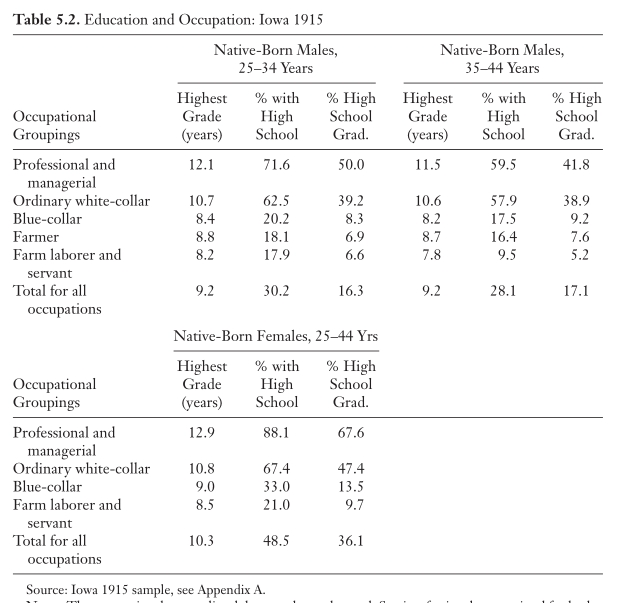 Table 5.2. Education and Occupation: Iowa 1915
Native-Born Males, 25–34 Years
Native-Born Males, 35–44 Years
Occupational Groupings
Highest Grade (years)
% with High School
% High School Grad.
Highest Grade (years)
% with High School
% High School Grad.
Professional and managerial 12.1 71.6 50.0 11.5 59.5 41.8
Ordinary white-collar 10.7 62.5 39.2 10.6 57.9 38.9
Blue-collar 8.4 20.2 8.3 8.2 17.5 9.2
Farmer 8.8 18.1 6.9 8.7 16.4 7.6
Farm laborer and servant 8.2 17.9 6.6 7.8 9.5 5.2
Total for all occupations 9.2 30.2 16.3 9.2 28.1 17.1
Native-Born Females, 25–44 Yrs
Occupational Groupings
Highest Grade (years)
% with High School
% High School Grad.
Professional and managerial 12.9 88.1 67.6
Ordinary white-collar 10.8 67.4 47.4
Blue-collar 9.0 33.0 13.5
Farm laborer and servant 8.5 21.0 9.7
Total for all occupations 10.3 48.5 36.1
Source: Iowa 1915 sample, see Appendix A.